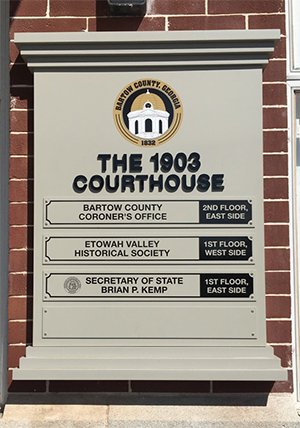 BARTOW COUNTY, GEORGIA
1832
THE 1903
COURTHOUSE
BARTOW COUNTY
CORONER'S OFFICE
2ND FLOOR,
EAST SIDE
ETOWAH VALLEY
HISTORICAL SOCIETY
1ST FLOOR,
WEST SIDE
SECRETARY OF STATE
BRIAN P. KEMP
1ST FLOOR,
EAST SIDE